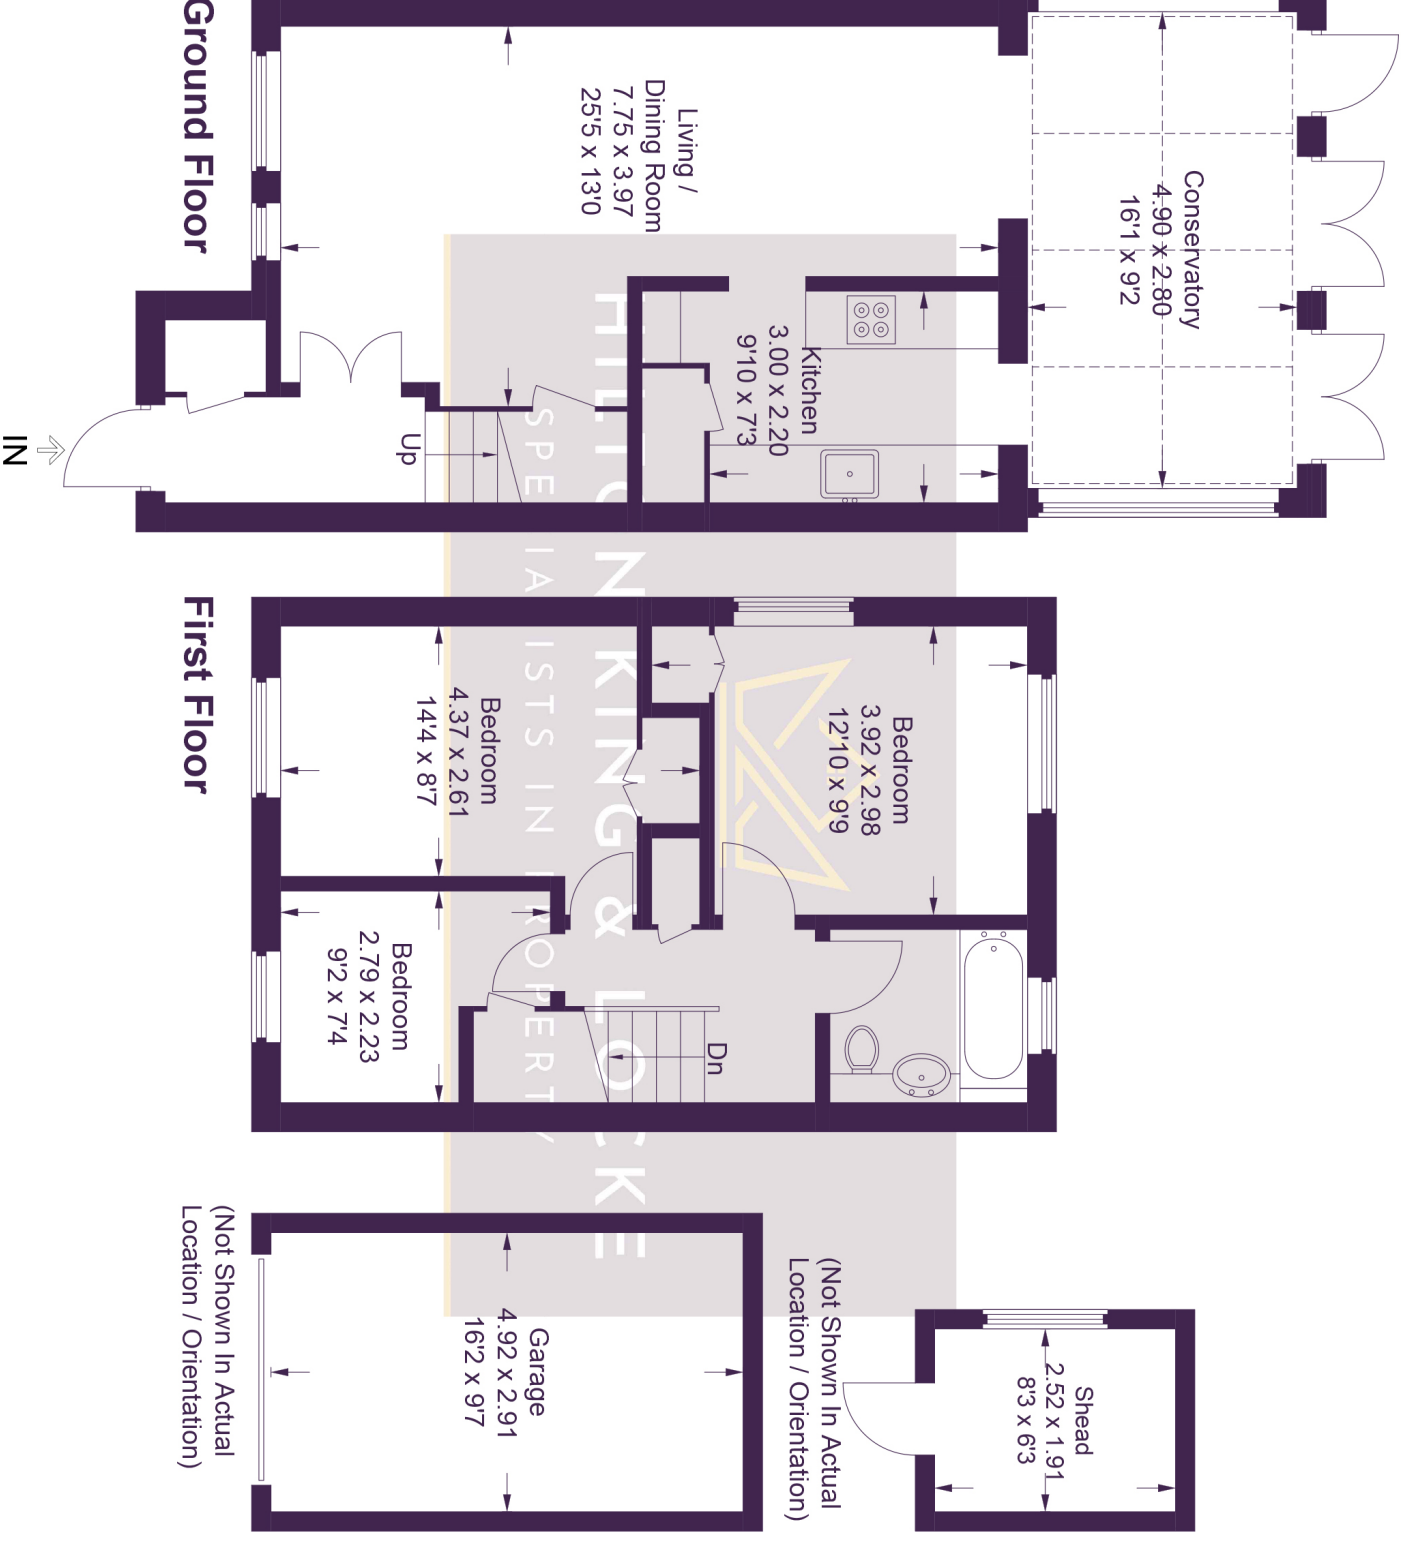 Conservatory
4.90 x 2.80
16'1 x 9'2
Living /
Dining Room
7.75 x 3.97
25'5 x 13'0
Kitchen
3.00 x 2.20
9'10 x 7'3
Up
IN
Ground Floor
Bedroom
3.92 x 2.98
12'10 x 9'9
Bedroom
4.37 x 2.61
14'4 x 8'7
Bedroom
2.79 x 2.23
9'2 x 7'4
Dn
First Floor
Shead
2.52 x 1.91
8'3 x 6'3
(Not Shown In Actual
Location / Orientation)
Garage
4.92 x 2.91
16'2 x 9'7
(Not Shown In Actual
Location / Orientation)
HILTON KING & LOCKE
SPECIALISTS IN PROPERTY